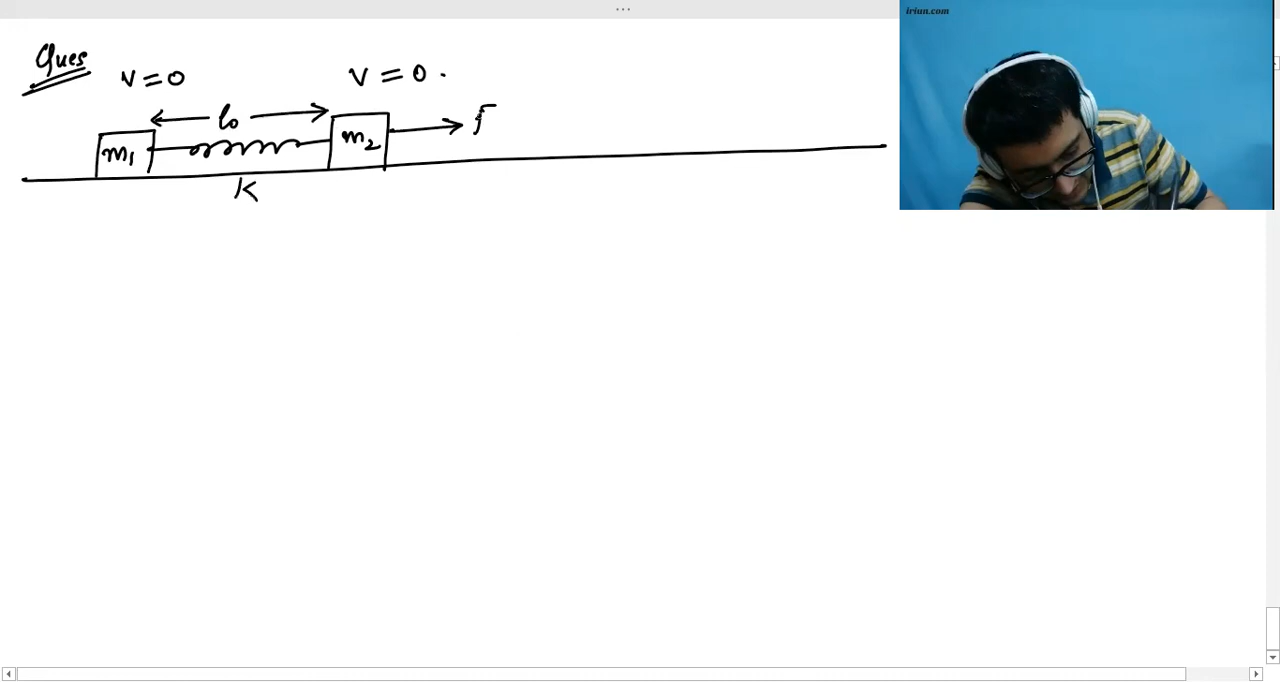 iriun.com
Ques
v = 0 v = 0 .
l₀
m₁ m₂ F
K